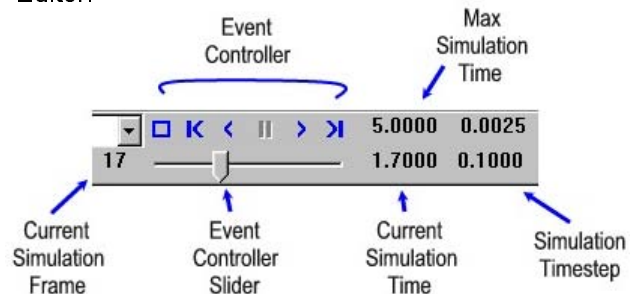 Editor.
Event
Controller
Max
Simulation
Time
5.0000 0.0025
17
1.7000 0.1000
Current
Simulation
Frame
Event
Controller
Slider
Current
Simulation
Time
Simulation
Timestep